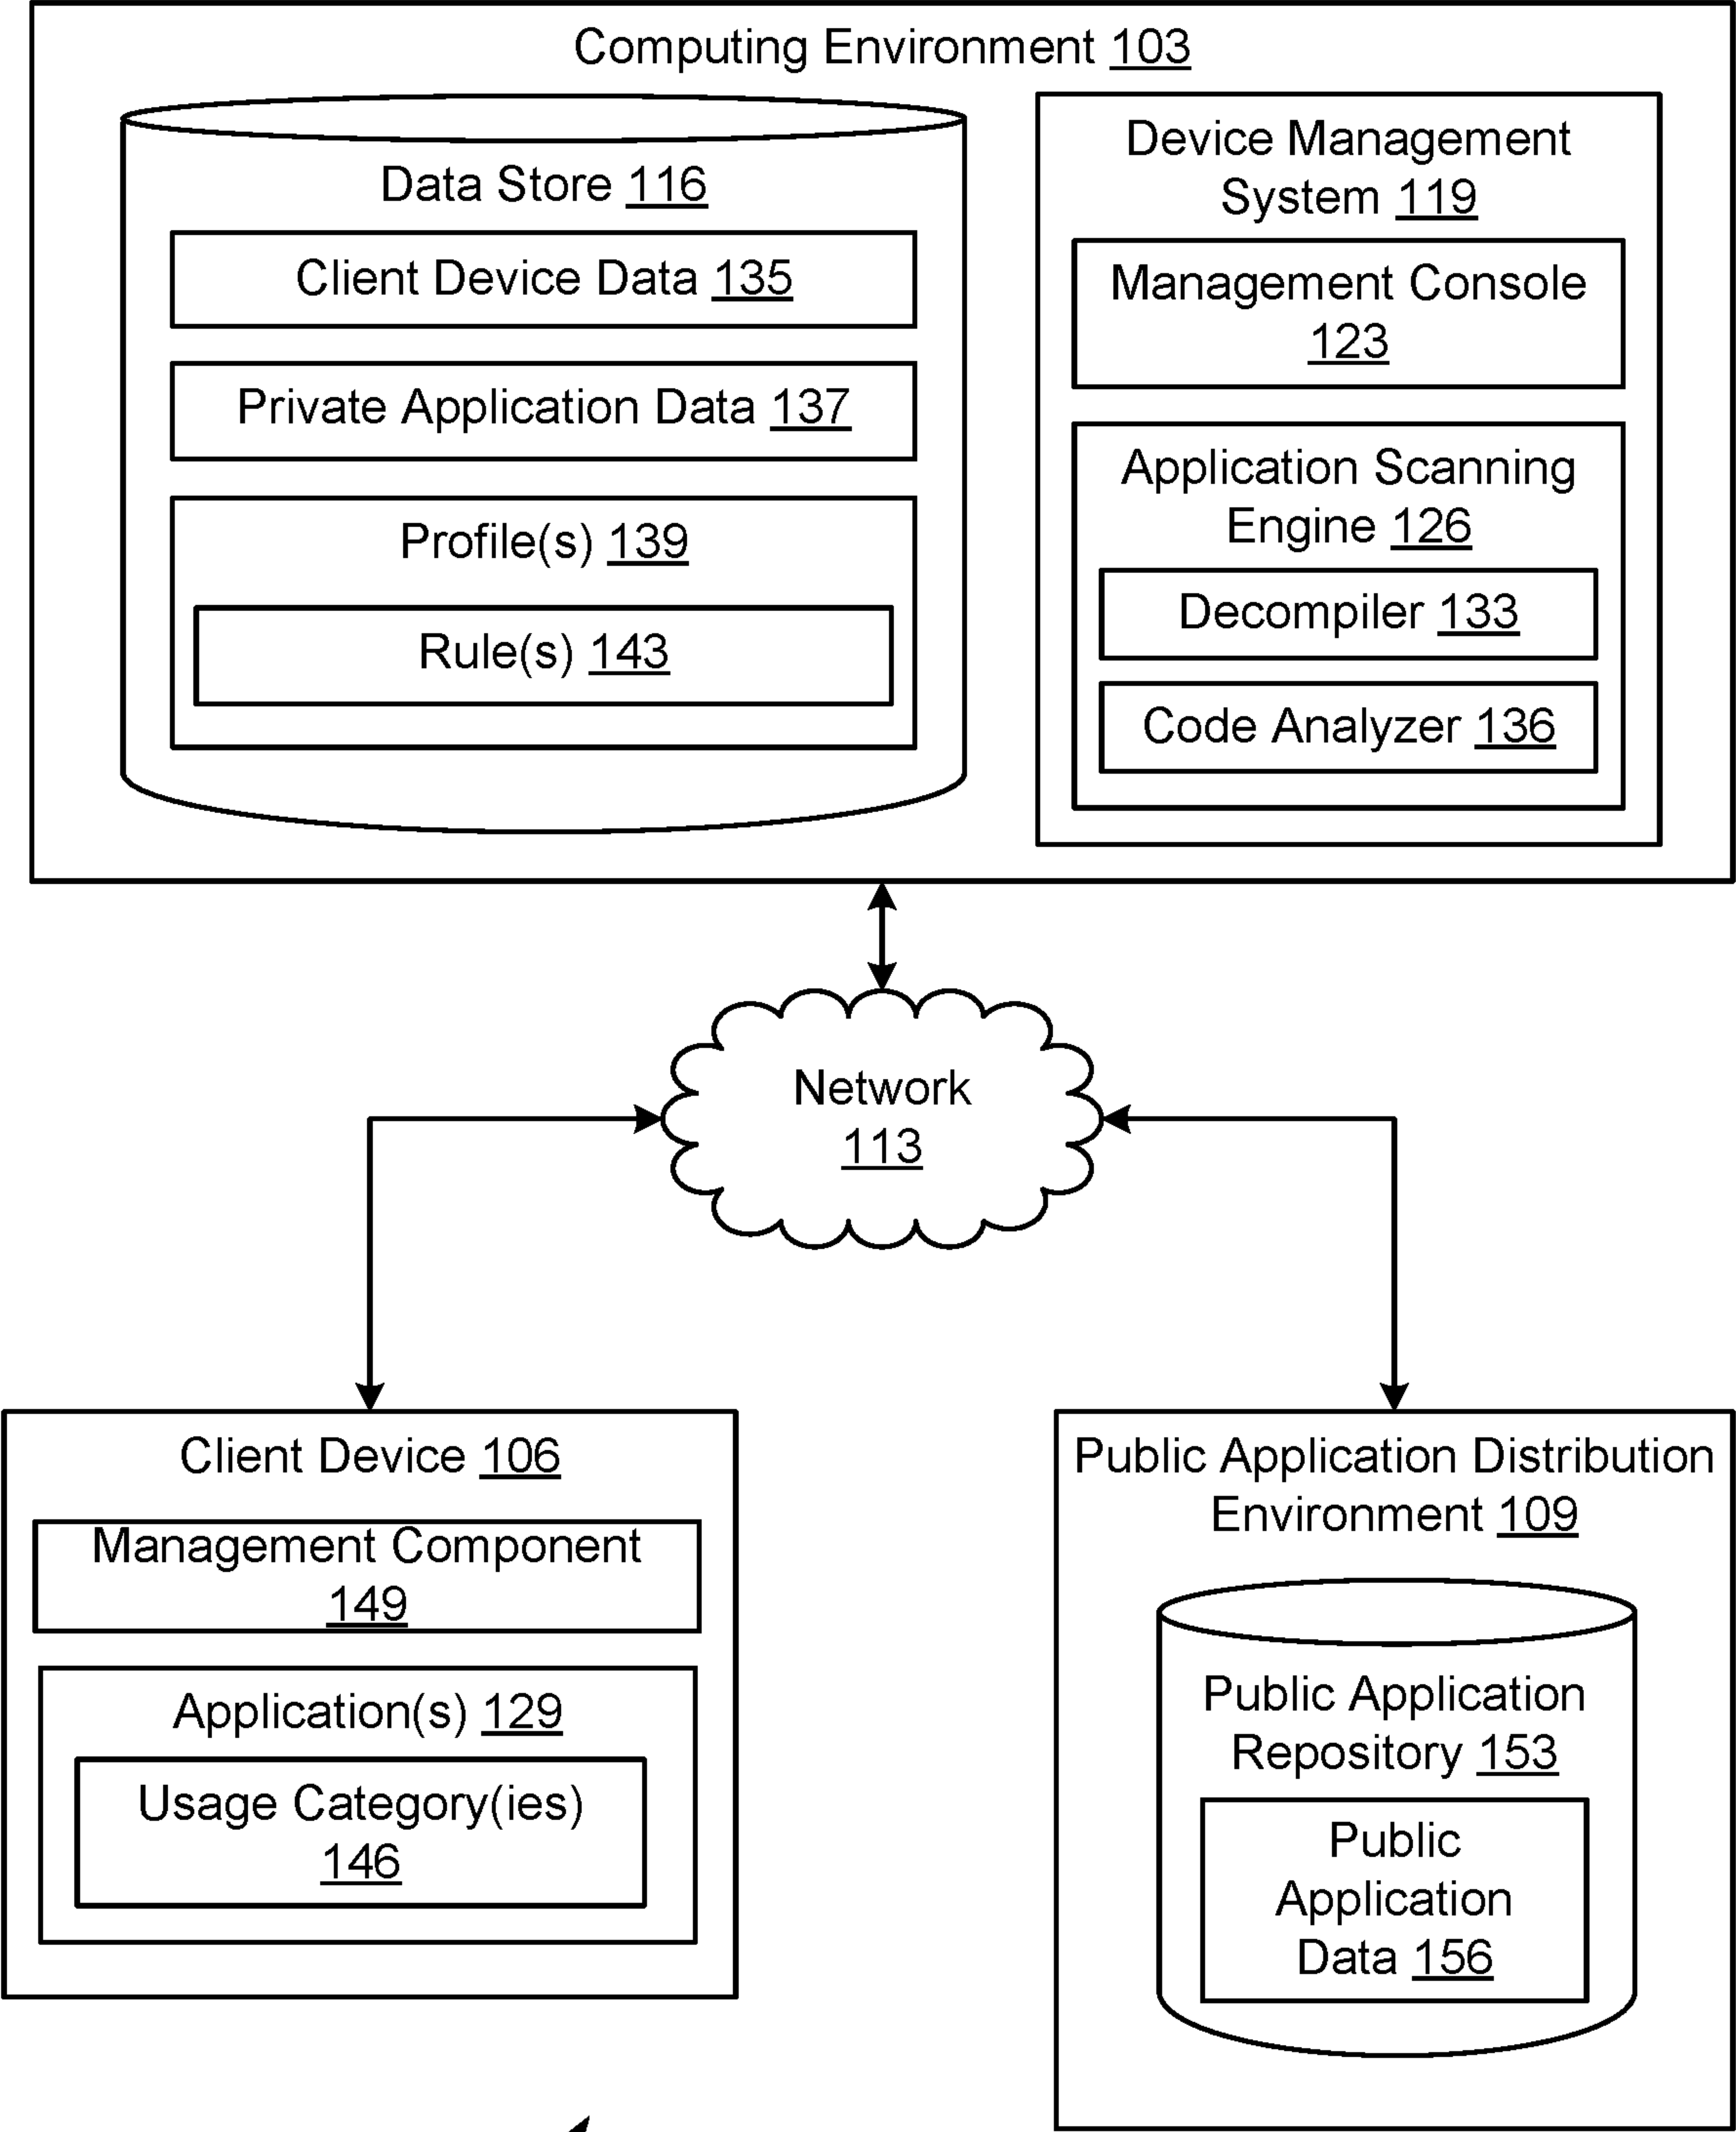 Computing Environment 103
Data Store 116
Client Device Data 135
Private Application Data 137
Profile(s) 139
Rule(s) 143
Device Management
System 119
Management Console
123
Application Scanning
Engine 126
Decompiler 133
Code Analyzer 136
Network
113
Client Device 106
Management Component
149
Application(s) 129
Usage Category(ies)
146
Public Application Distribution
Environment 109
Public Application
Repository 153
Public
Application
Data 156